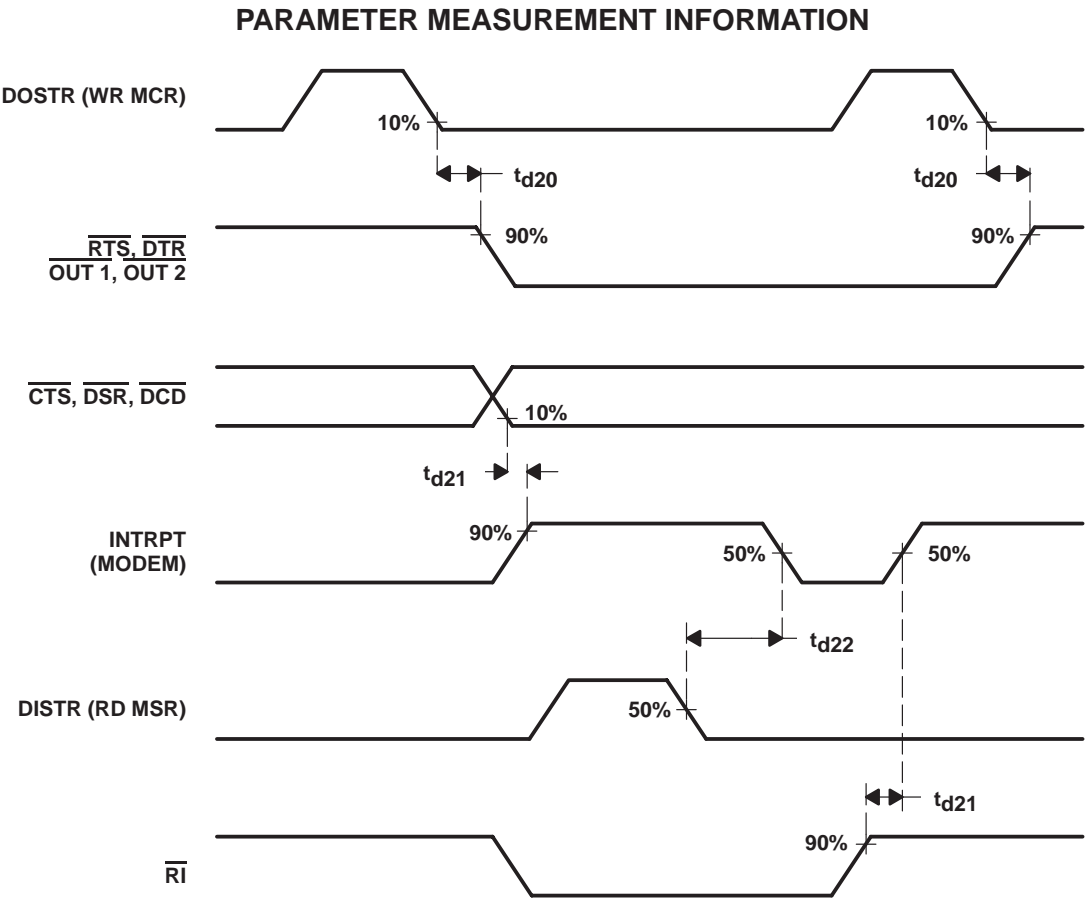 PARAMETER MEASUREMENT INFORMATION
DOSTR (WR MCR)
10%
10%
td20
td20
RTS, DTR
OUT 1, OUT 2
90%
90%
CTS, DSR, DCD
10%
td21
INTRPT
(MODEM)
90%
50%
50%
td22
DISTR (RD MSR)
50%
td21
RI
90%